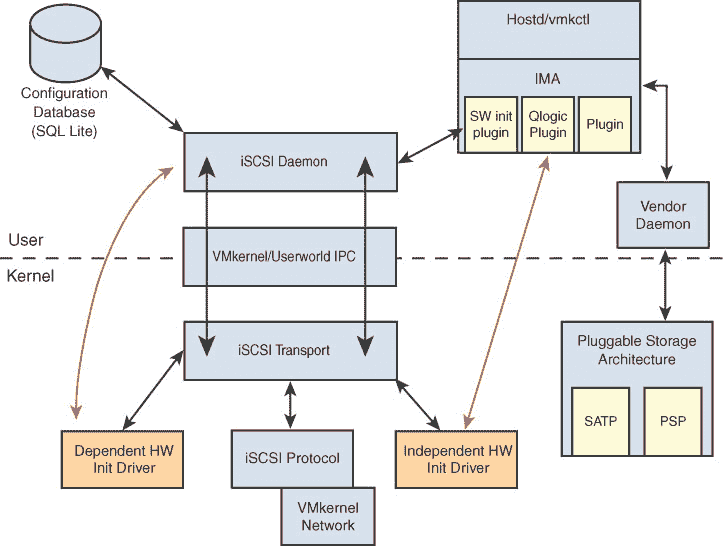 Hostd/vmkctl
IMA
SW init
plugin
Qlogic
Plugin
Plugin
Configuration
Database
(SQL Lite)
iSCSI Daemon
Vendor
Daemon
User
VMkernel/Userworld IPC
Kernel
iSCSI Transport
Pluggable Storage
Architecture
SATP
PSP
Dependent HW
Init Driver
iSCSI Protocol
Independent HW
Init Driver
VMkernel
Network